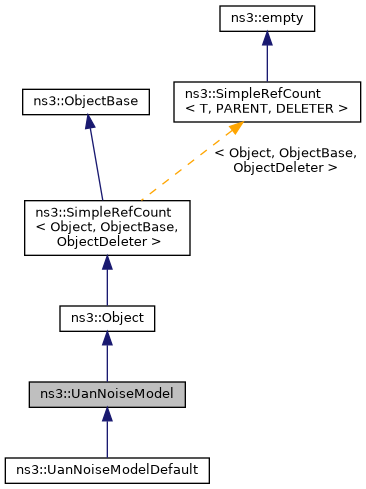 ns3::empty
ns3::ObjectBase
ns3::SimpleRefCount
< T, PARENT, DELETER >
< Object, ObjectBase,
ObjectDeleter >
ns3::SimpleRefCount
< Object, ObjectBase,
ObjectDeleter >
ns3::Object
ns3::UanNoiseModel
ns3::UanNoiseModelDefault